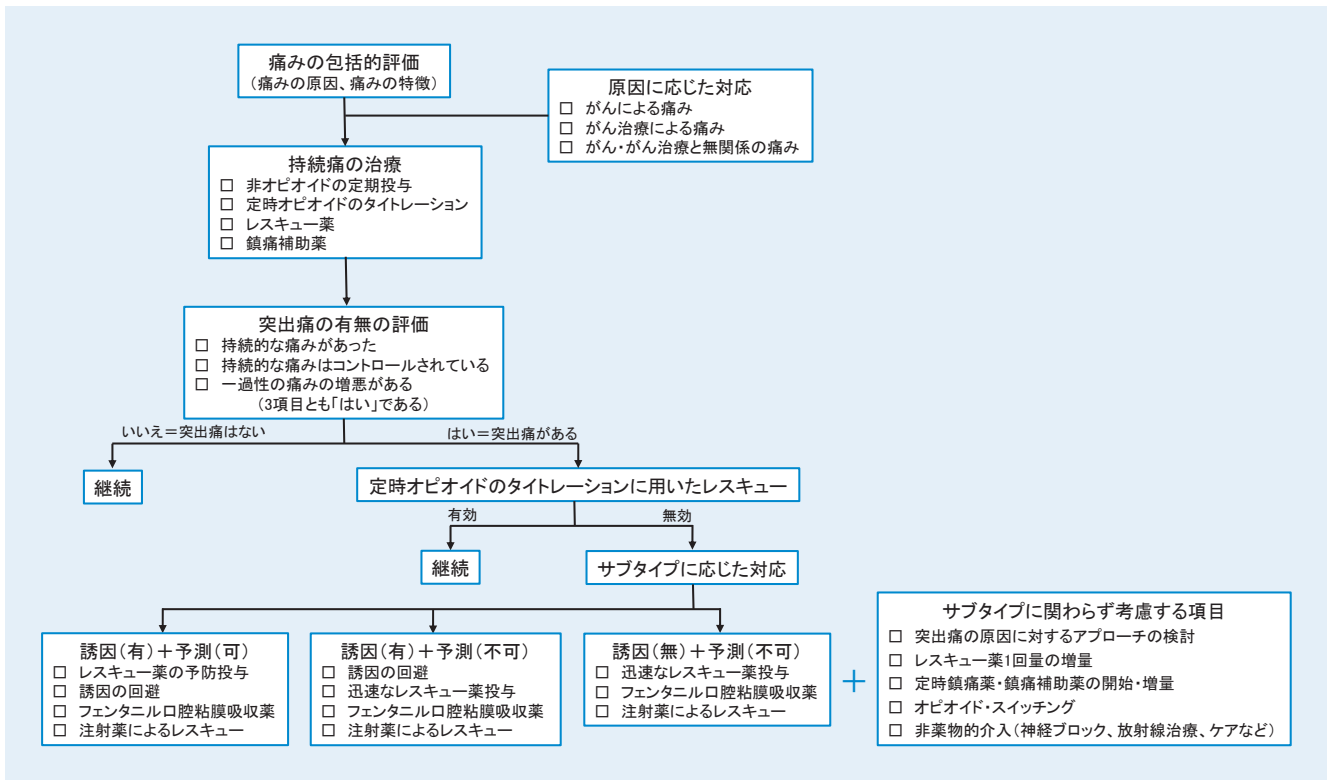 痛みの包括的評価
(痛みの原因、痛みの特徴)
原因に応じた対応
□ がんによる痛み
□ がん治療による痛み
□ がん・がん治療と無関係の痛み
持続痛の治療
□ 非オピオイドの定期投与
□ 定時オピオイドのタイトレーション
□ レスキュー薬
□ 鎮痛補助薬
突出痛の有無の評価
□ 持続的な痛みがあった
□ 持続的な痛みはコントロールされている
□ 一過性の痛みの増悪がある
(3項目とも「はい」である)
いいえ=突出痛はない
はい=突出痛がある
継続
定時オピオイドのタイトレーションに用いたレスキュー
有効
無効
継続
サブタイプに応じた対応
誘因(有)+予測(可)
□ レスキュー薬の予防投与
□ 誘因の回避
□ フェンタニル口腔粘膜吸収薬
□ 注射薬によるレスキュー
誘因(有)+予測(不可)
□ 誘因の回避
□ 迅速なレスキュー薬投与
□ フェンタニル口腔粘膜吸収薬
□ 注射薬によるレスキュー
誘因(無)+予測(不可)
□ 迅速なレスキュー薬投与
□ フェンタニル口腔粘膜吸収薬
□ 注射薬によるレスキュー
+
サブタイプに関わらず考慮する項目
□ 突出痛の原因に対するアプローチの検討
□ レスキュー薬1回量の増量
□ 定時鎮痛薬・鎮痛補助薬の開始・増量
□ オピオイド・スイッチング
□ 非薬物的介入(神経ブロック、放射線治療、ケアなど)